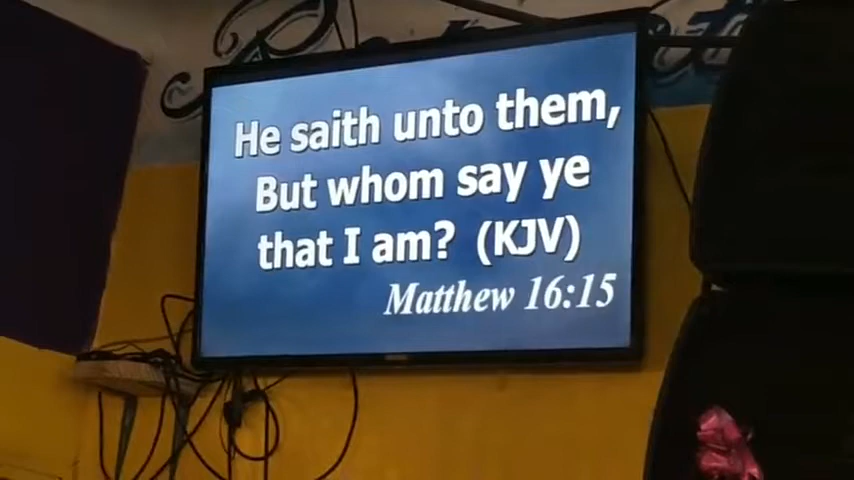 He saith unto them,
But whom say ye
that I am? (KJV)
Matthew 16:15